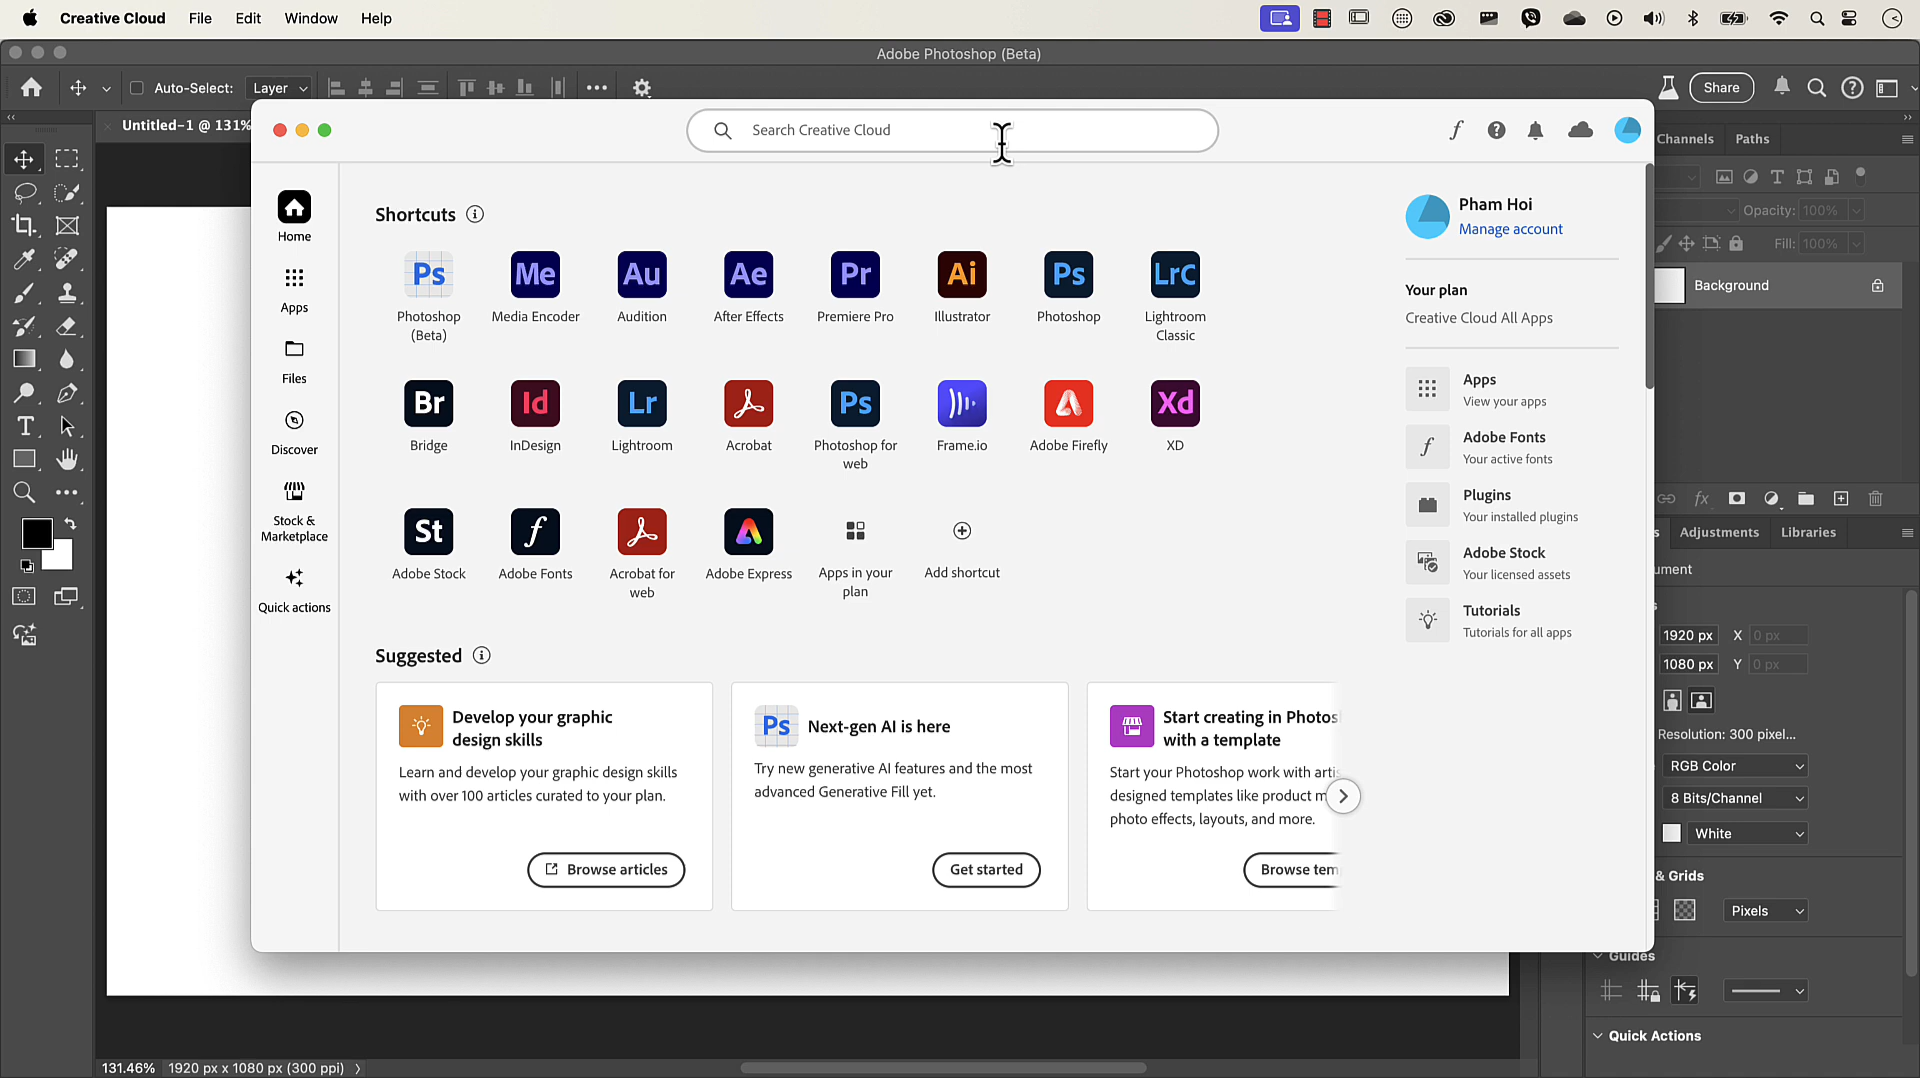 Creative Cloud File Edit Window Help
Adobe Photoshop (Beta)
Auto-Select: Layer
Share
Untitled-1 @ 131%
Search Creative Cloud
Channels Paths
Home
Apps
Files
Discover
Stock &
Marketplace
Quick actions
Shortcuts
Ps Me Au Ae Pr Ai Ps LrC
Photoshop
(Beta)
Media Encoder
Audition
After Effects
Premiere Pro
Illustrator
Photoshop
Lightroom
Classic
Br Id Lr Ps Xd
Bridge
InDesign
Lightroom
Acrobat
Photoshop for
web
Frame.io
Adobe Firefly
XD
St f
Adobe Stock
Adobe Fonts
Acrobat for
web
Adobe Express
Apps in your
plan
Add shortcut
Suggested
Develop your graphic
design skills
Learn and develop your graphic design skills
with over 100 articles curated to your plan.
Browse articles
Ps
Next-gen AI is here
Try new generative AI features and the most
advanced Generative Fill yet.
Get started
Start creating in Photos
with a template
Start your Photoshop work with artis
designed templates like product m
photo effects, layouts, and more.
Browse tem
Pham Hoi
Manage account
Your plan
Creative Cloud All Apps
Apps
View your apps
Adobe Fonts
Your active fonts
Plugins
Your installed plugins
Adobe Stock
Your licensed assets
Tutorials
Tutorials for all apps
Opacity: 100%
Fill: 100%
Background
fx
Adjustments Libraries
ument
1920 px X 0 px
1080 px Y 0 px
Resolution: 300 pixel...
RGB Color
8 Bits/Channel
White
& Grids
Pixels
Guides
Quick Actions
131.46% 1920 px x 1080 px (300 ppi)